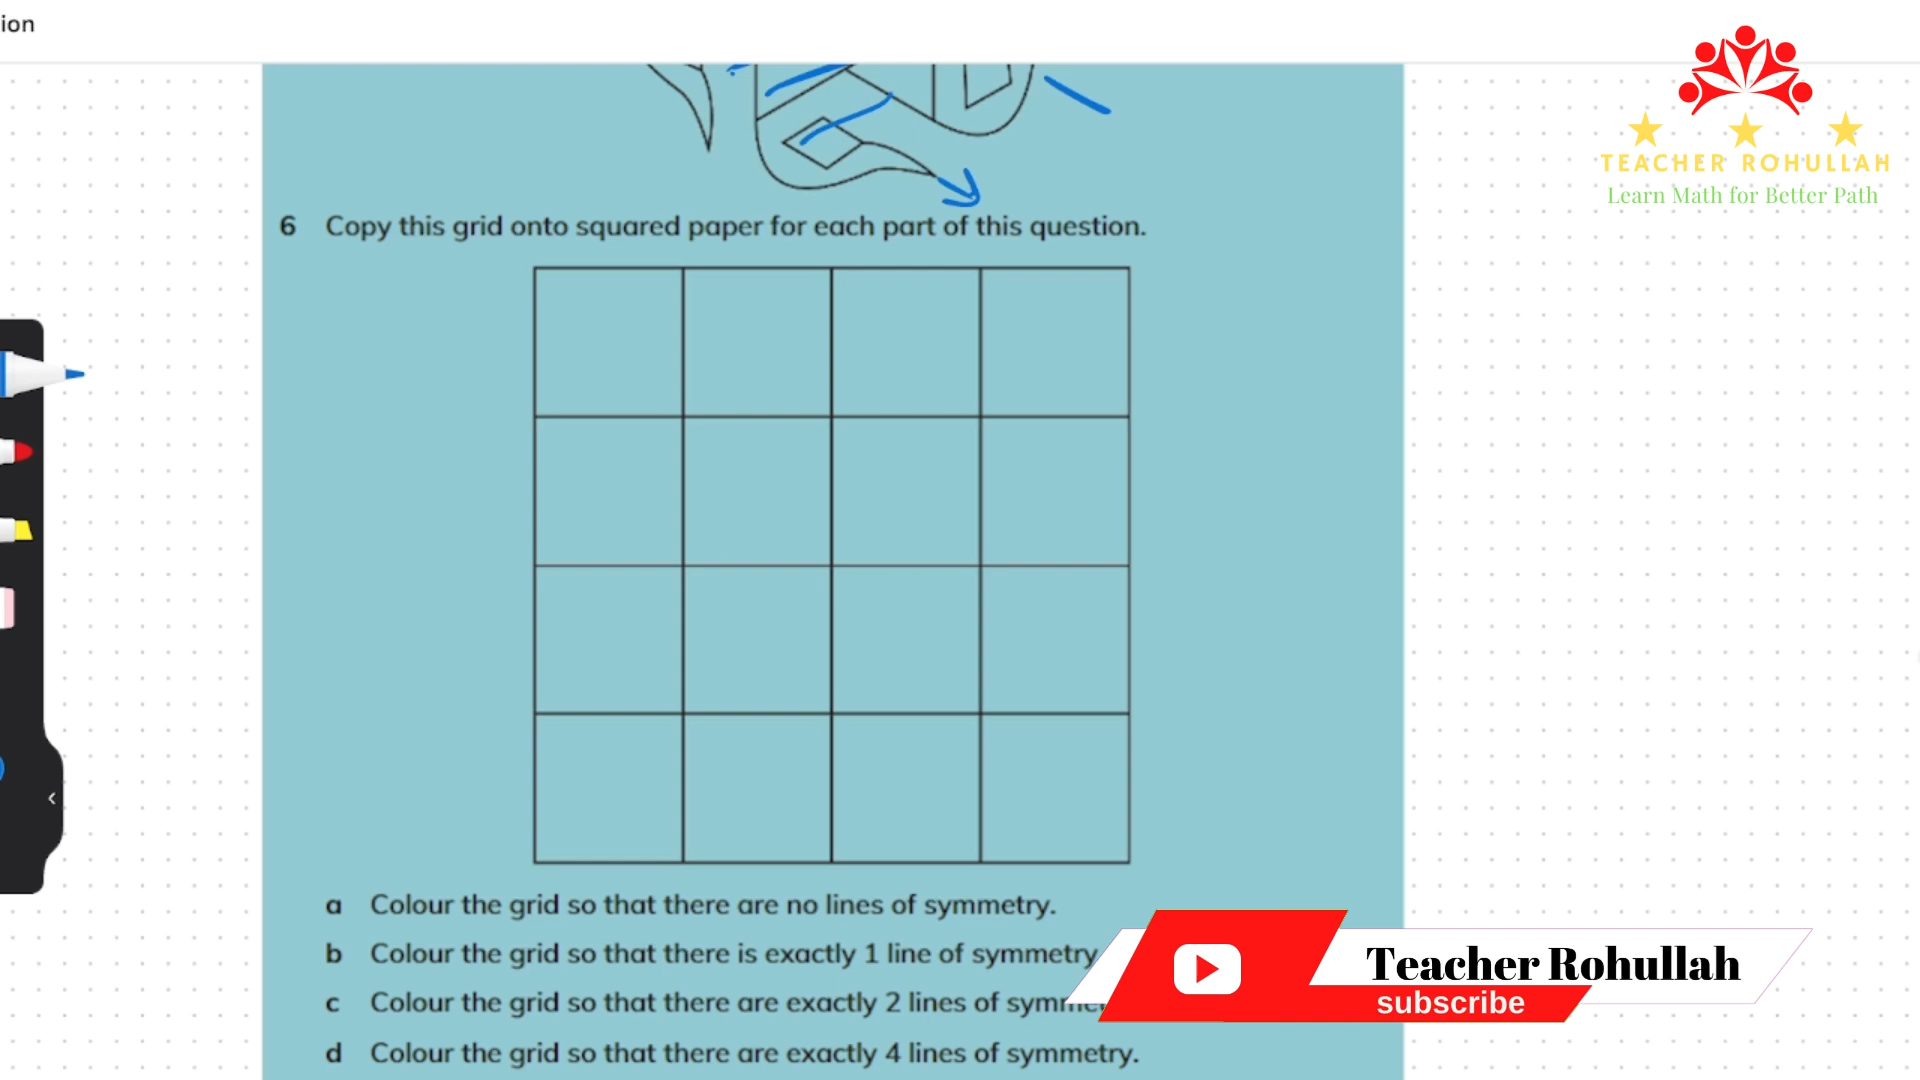 ion
TEACHER ROHULLAH
Learn Math for Better Path
6 Copy this grid onto squared paper for each part of this question.
a Colour the grid so that there are no lines of symmetry.
b Colour the grid so that there is exactly 1 line of symmetry
c Colour the grid so that there are exactly 2 lines of
d Colour the grid so that there are exactly 4 lines of symmetry.
Teacher Rohullah
subscribe